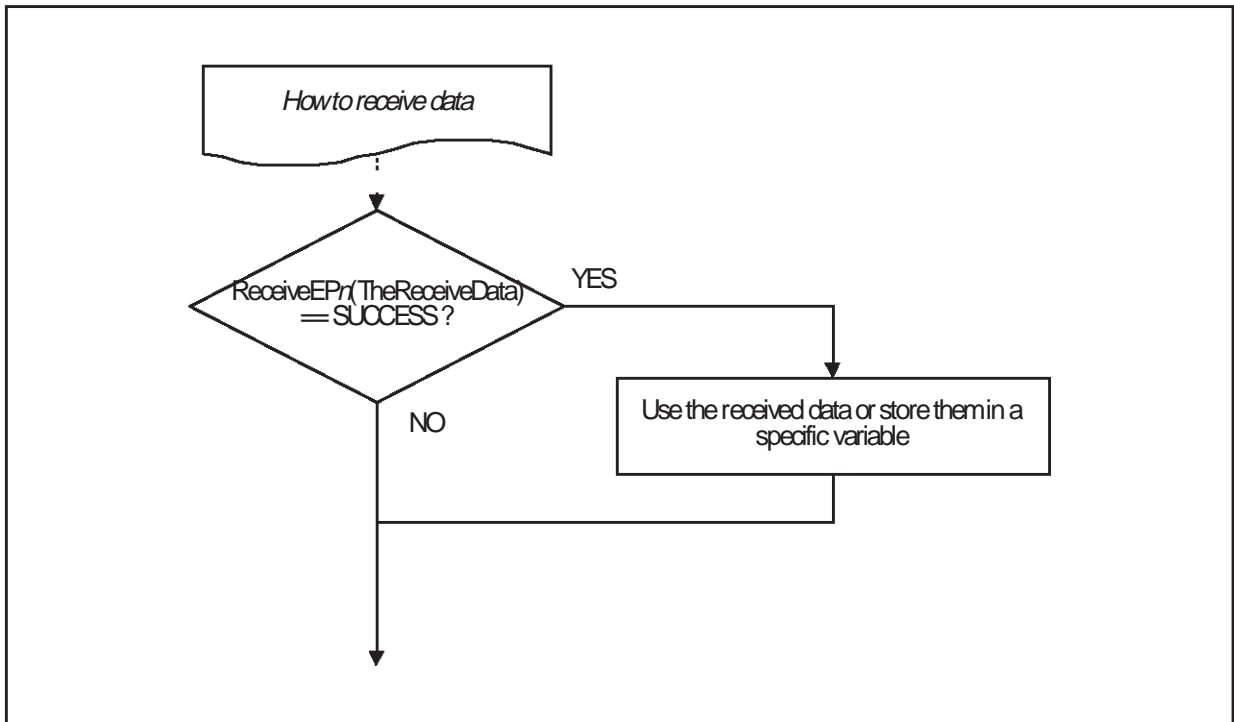 How to receive data
ReceiveEPn(TheReceiveData)
== SUCCESS ?
YES
NO
Use the received data or store them in a
specific variable